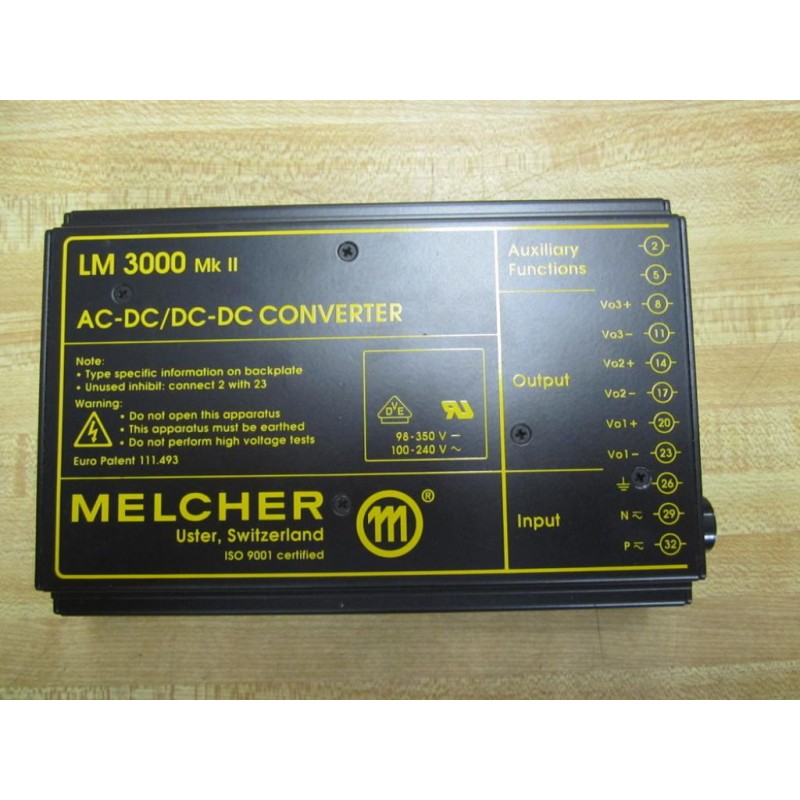 LM 3000 Mk II
AC-DC/DC-DC CONVERTER
Note:
• Type specific information on backplate
• Unused inhibit: connect 2 with 23
Warning:
• Do not open this apparatus
• This apparatus must be earthed
• Do not perform high voltage tests
Euro Patent 111.493
DVE
98-350 V ⎓
100-240 V ~
MELCHER
Uster, Switzerland
ISO 9001 certified
m ®
Auxiliary
Functions
2
5
Output
Vo3+ 8
Vo3- 11
Vo2+ 14
Vo2- 17
Vo1+ 20
Vo1- 23
Input
⏚ 26
N ≂ 29
P ≂ 32